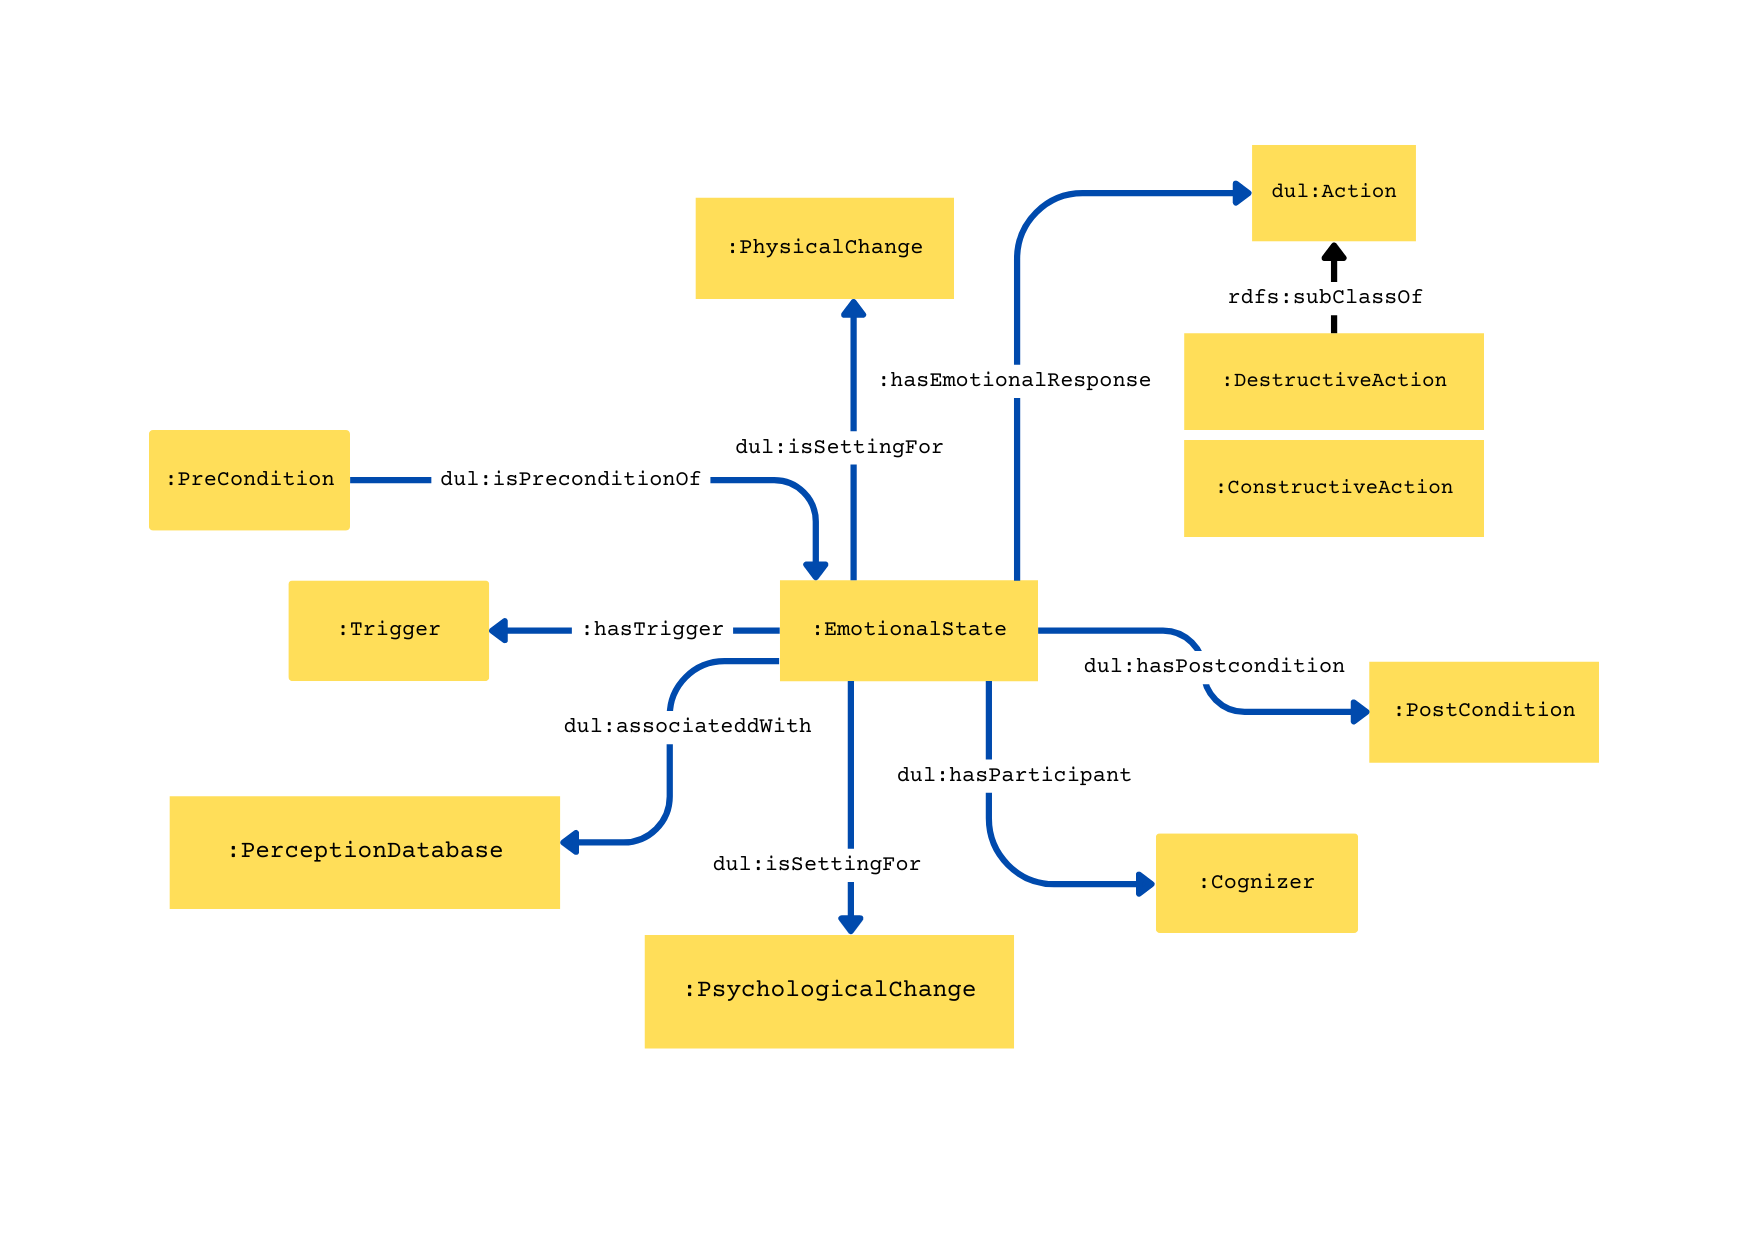 dul:Action
:PhysicalChange
rdfs:subClassOf
:hasEmotionalResponse
:DestructiveAction
dul:isSettingFor
:PreCondition
dul:isPreconditionOf
:ConstructiveAction
:Trigger
:hasTrigger
:EmotionalState
dul:hasPostcondition
:PostCondition
dul:associateddWith
dul:hasParticipant
:PerceptionDatabase
dul:isSettingFor
:Cognizer
:PsychologicalChange